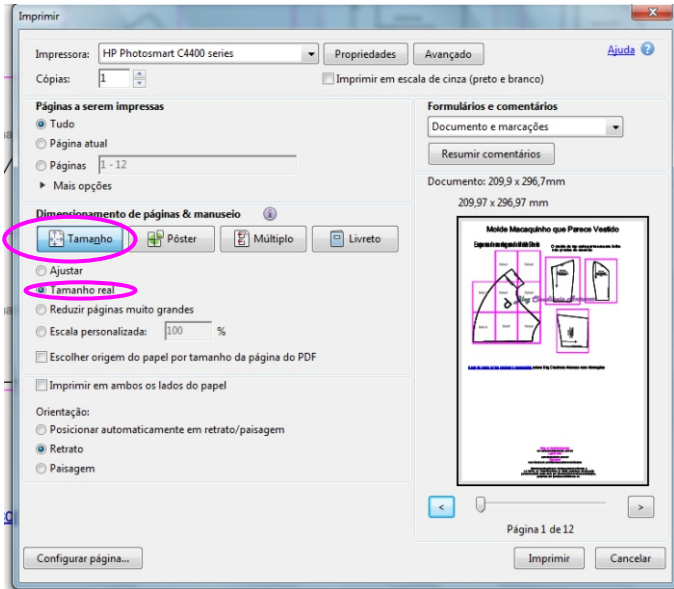 Imprimir
Impressora: HP Photosmart C4400 series Propriedades Avançado Ajuda
Cópias: 1 Imprimir em escala de cinza (preto e branco)
Páginas a serem impressas
Tudo
Página atual
Páginas 1 - 12
Mais opções
Formulários e comentários
Documento e marcações
Resumir comentários
Dimensionamento de páginas & manuseio
Tamanho Pôster Múltiplo Livreto
Ajustar
Tamanho real
Reduzir páginas muito grandes
Escala personalizada: 100 %
Escolher origem do papel por tamanho da página do PDF
Imprimir em ambos os lados do papel
Orientação:
Posicionar automaticamente em retrato/paisagem
Retrato
Paisagem
Documento: 209,9 x 296,7mm
209,97 x 296,97 mm
Molde Macaquinho que Parece Vestido
< >
Página 1 de 12
Configurar página... Imprimir Cancelar